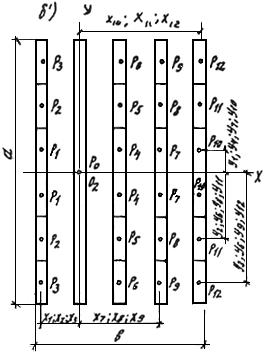 б')
У
X₁₀; X₁₁; X₁₂
P₃ P₆ P₉ P₁₂
P₂ P₅ P₈ P₁₁
P₁ P₄ P₇ P₁₀
P₀
X
O₂
P₁ P₄ P₇ P₁₀
P₂ P₅ P₈ P₁₁
P₃ P₆ P₉ P₁₂
a
y₁; y₄; y₇; y₁₀
y₂; y₅; y₈; y₁₁
y₃; y₆; y₉; y₁₂
X₁; X₂; X₃
X₇; X₈; X₉
в